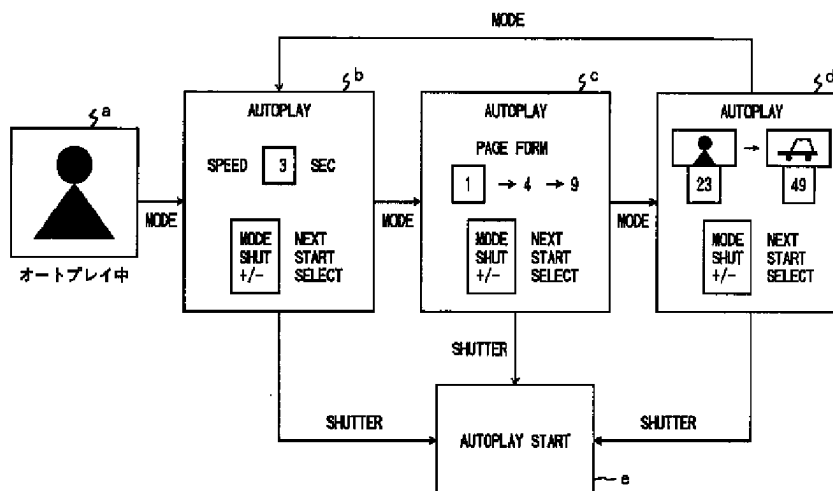 MODE
a
オートプレイ中
MODE
b
AUTOPLAY
SPEED 3 SEC
MODE NEXT
SHUT START
+/- SELECT
MODE
c
AUTOPLAY
PAGE FORM
1 → 4 → 9
MODE NEXT
SHUT START
+/- SELECT
MODE
d
AUTOPLAY
→
23 49
MODE NEXT
SHUT START
+/- SELECT
SHUTTER
SHUTTER
SHUTTER
AUTOPLAY START
e